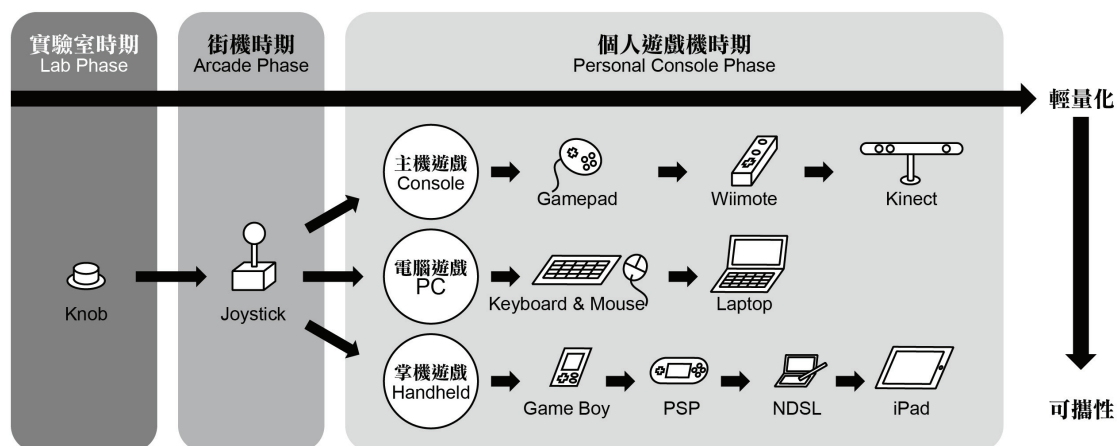 實驗室時期
Lab Phase
街機時期
Arcade Phase
個人遊戲機時期
Personal Console Phase
輕量化
主機遊戲
Console
Gamepad
Wiimote
Kinect
Knob
Joystick
電腦遊戲
PC
Keyboard & Mouse
Laptop
掌機遊戲
Handheld
Game Boy
PSP
NDSL
iPad
可攜性